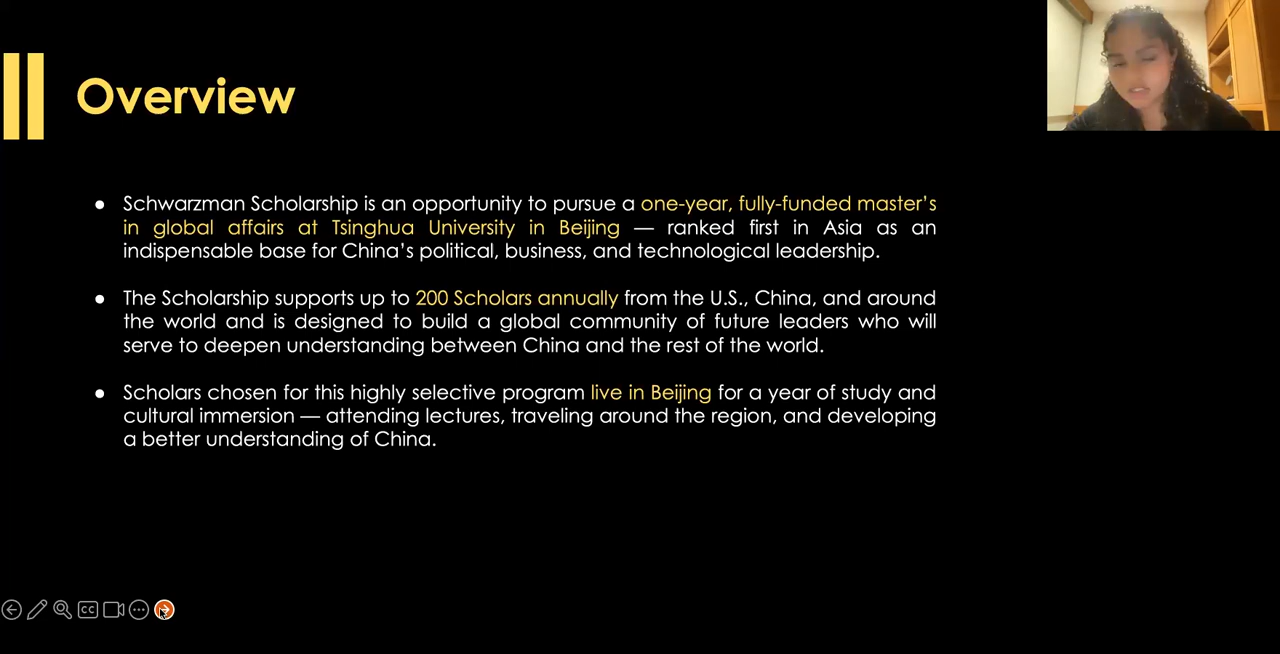 Overview
● Schwarzman Scholarship is an opportunity to pursue a one-year, fully-funded master’s
in global affairs at Tsinghua University in Beijing — ranked first in Asia as an
indispensable base for China’s political, business, and technological leadership.
● The Scholarship supports up to 200 Scholars annually from the U.S., China, and around
the world and is designed to build a global community of future leaders who will
serve to deepen understanding between China and the rest of the world.
● Scholars chosen for this highly selective program live in Beijing for a year of study and
cultural immersion — attending lectures, traveling around the region, and developing
a better understanding of China.
CC